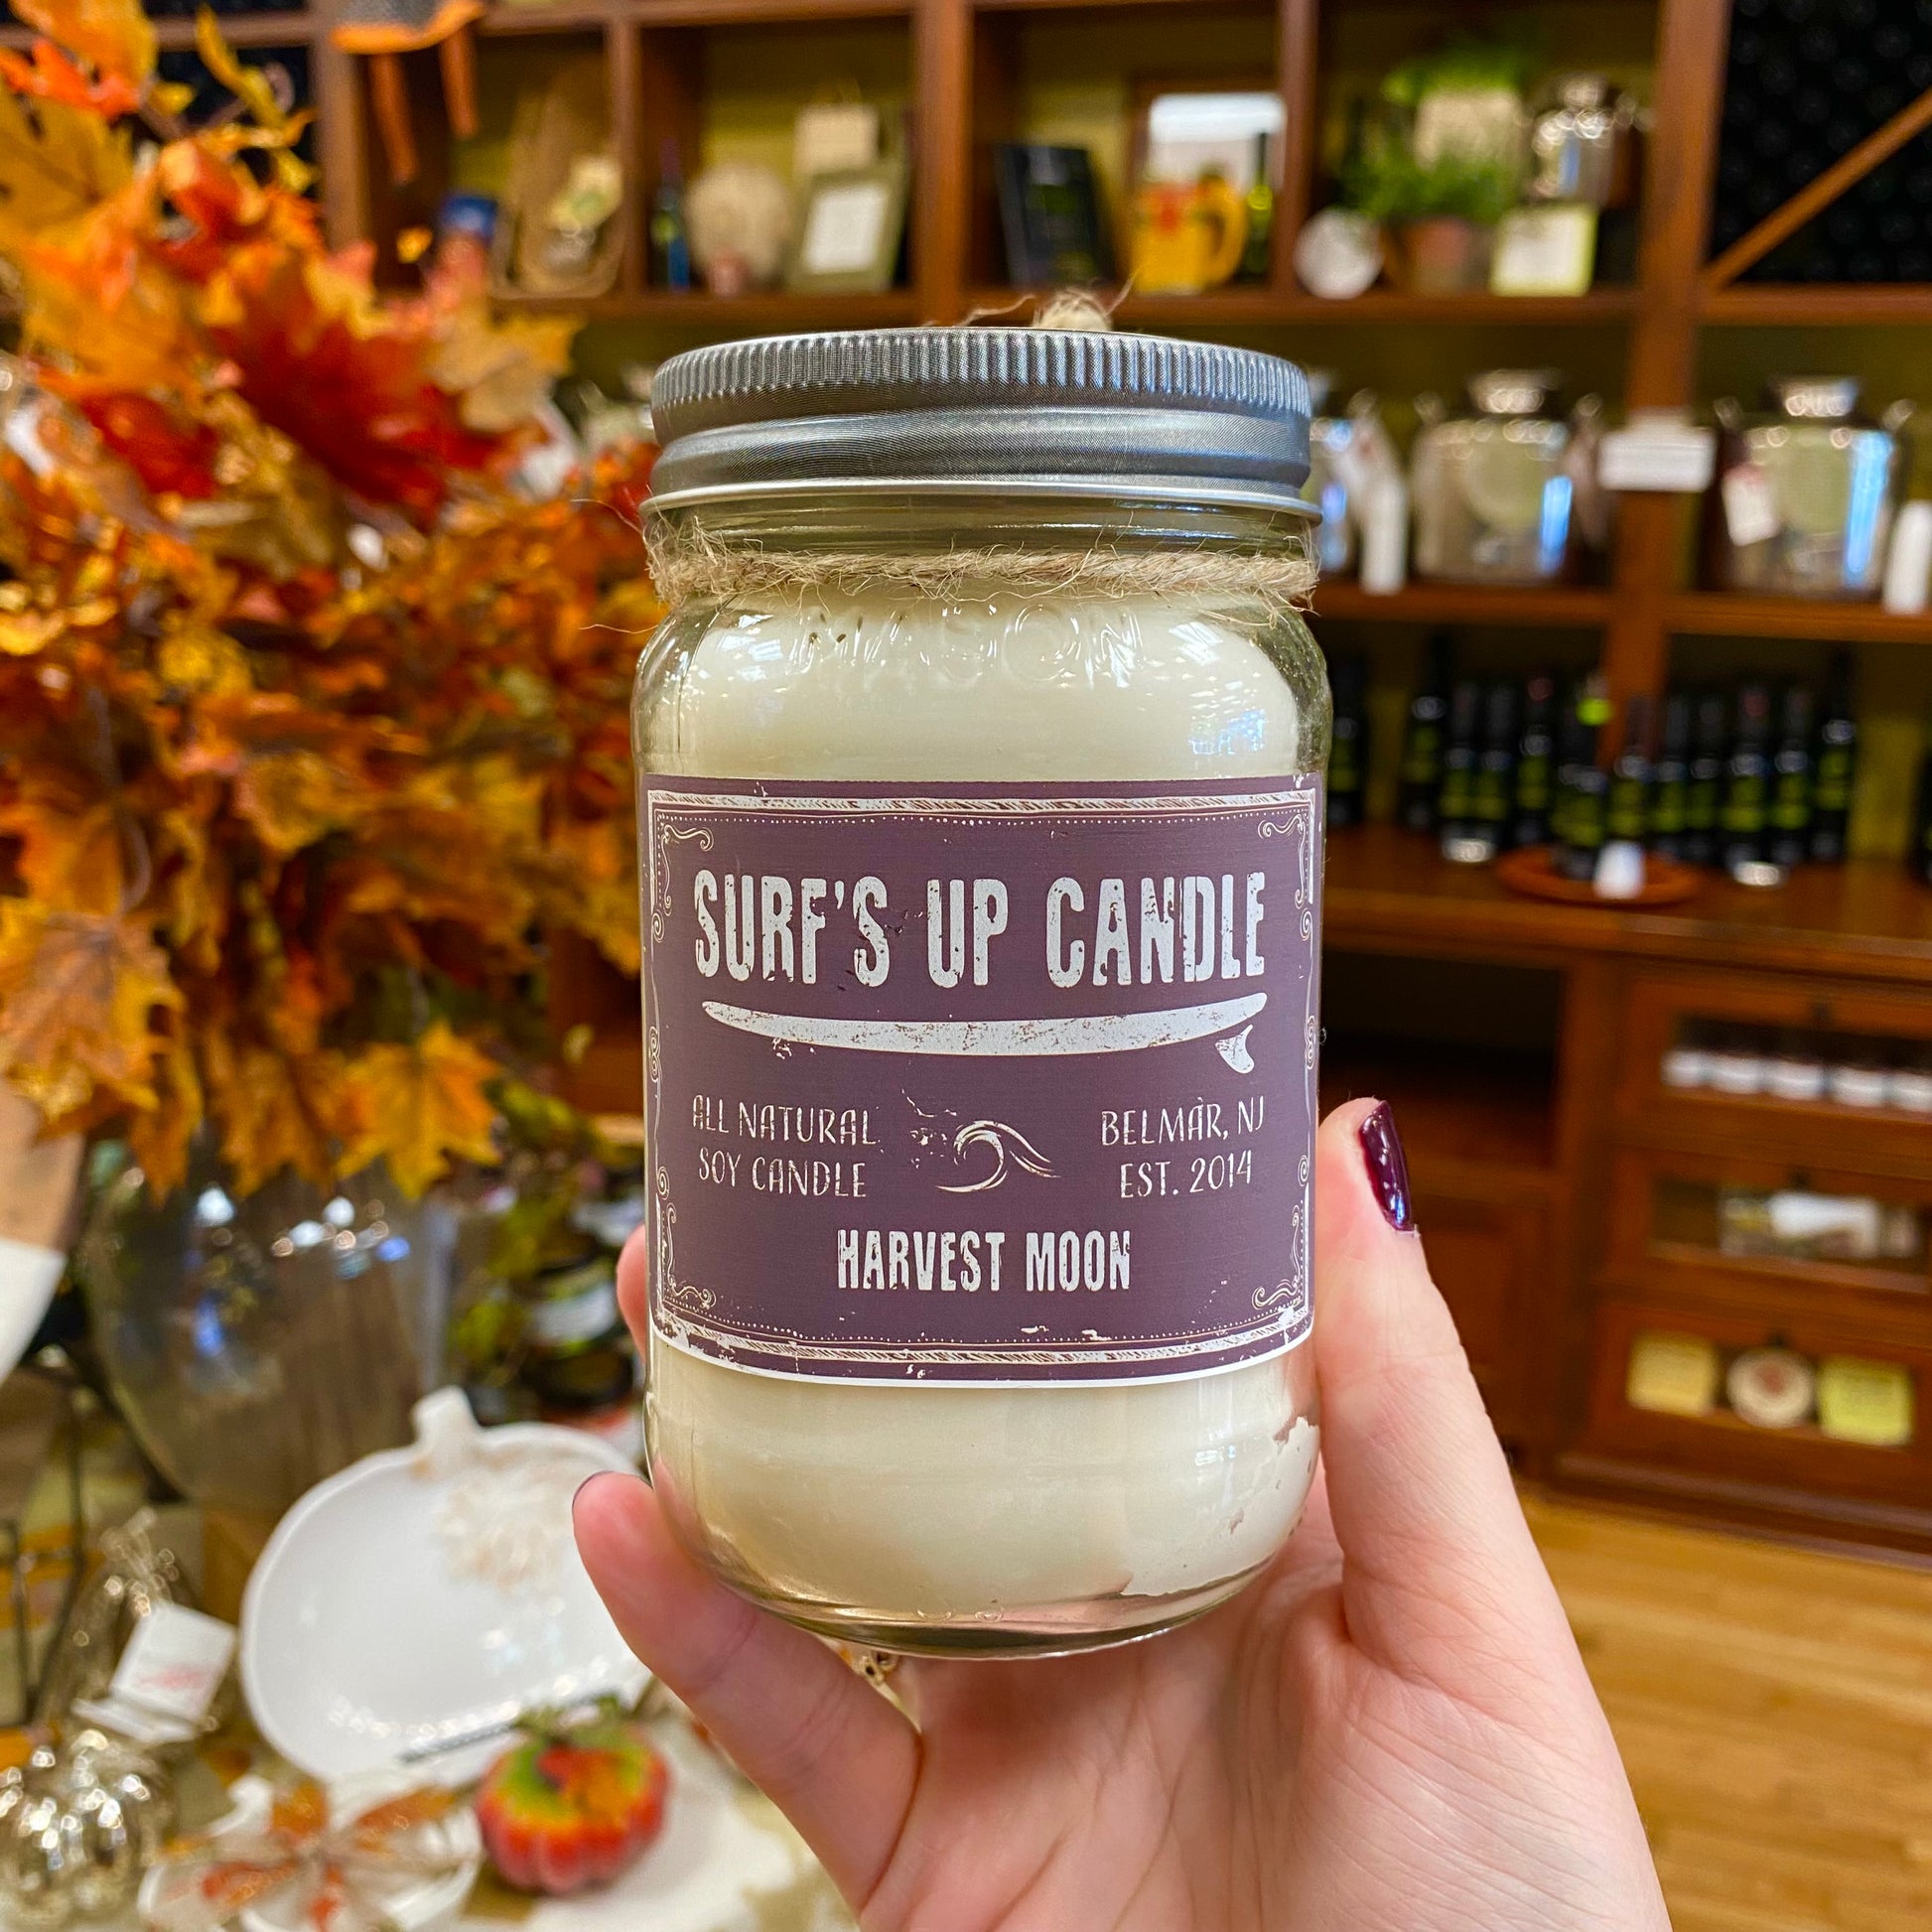 MASON
SURF'S UP CANDLE
ALL NATURAL
SOY CANDLE
BELMAR, NJ
EST. 2014
HARVEST MOON